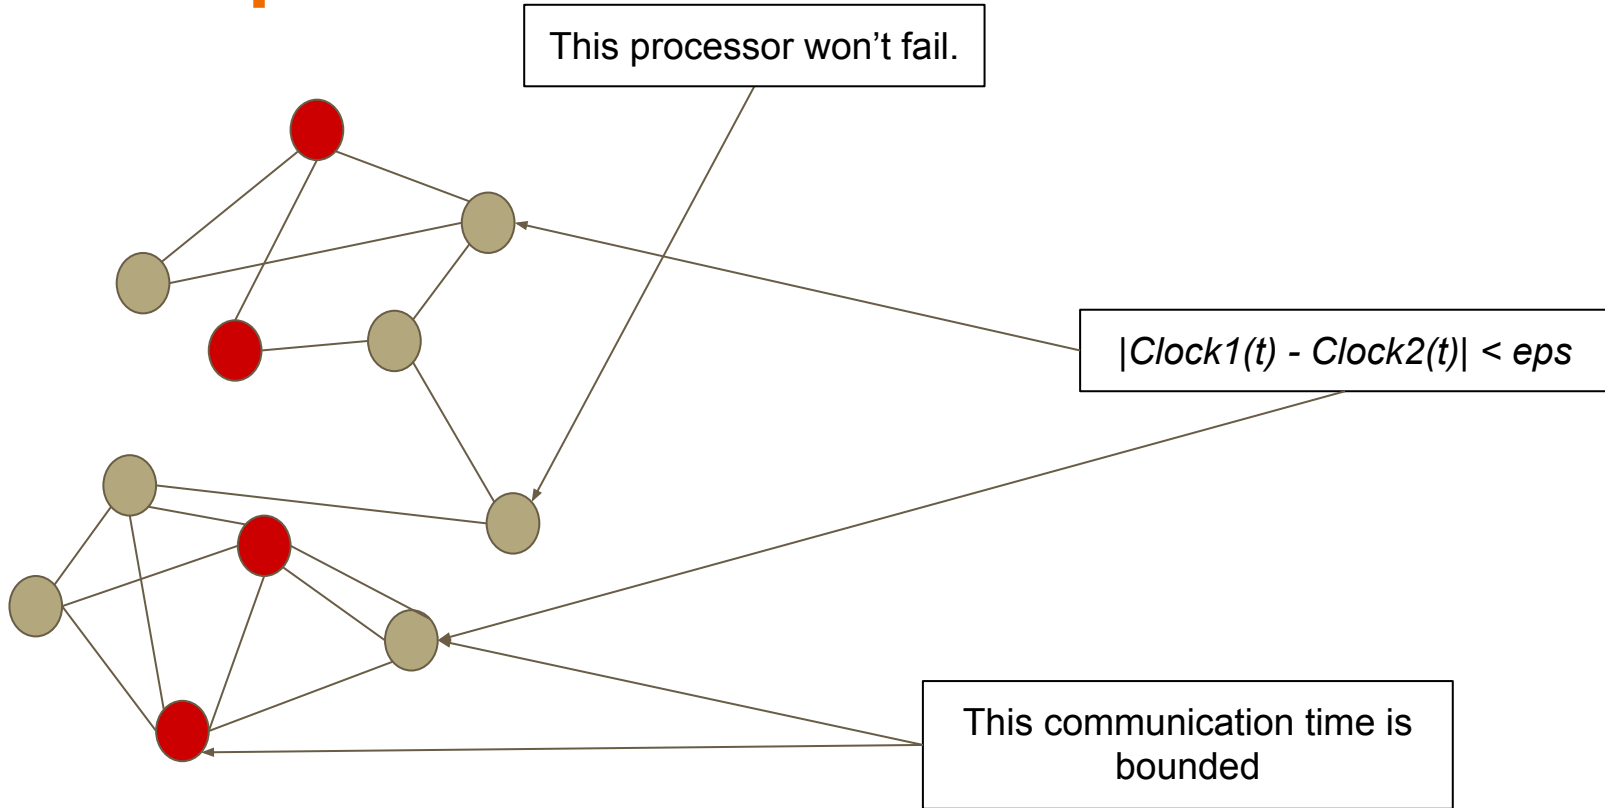 This processor won’t fail.
|Clock1(t) - Clock2(t)| < eps
This communication time is
bounded